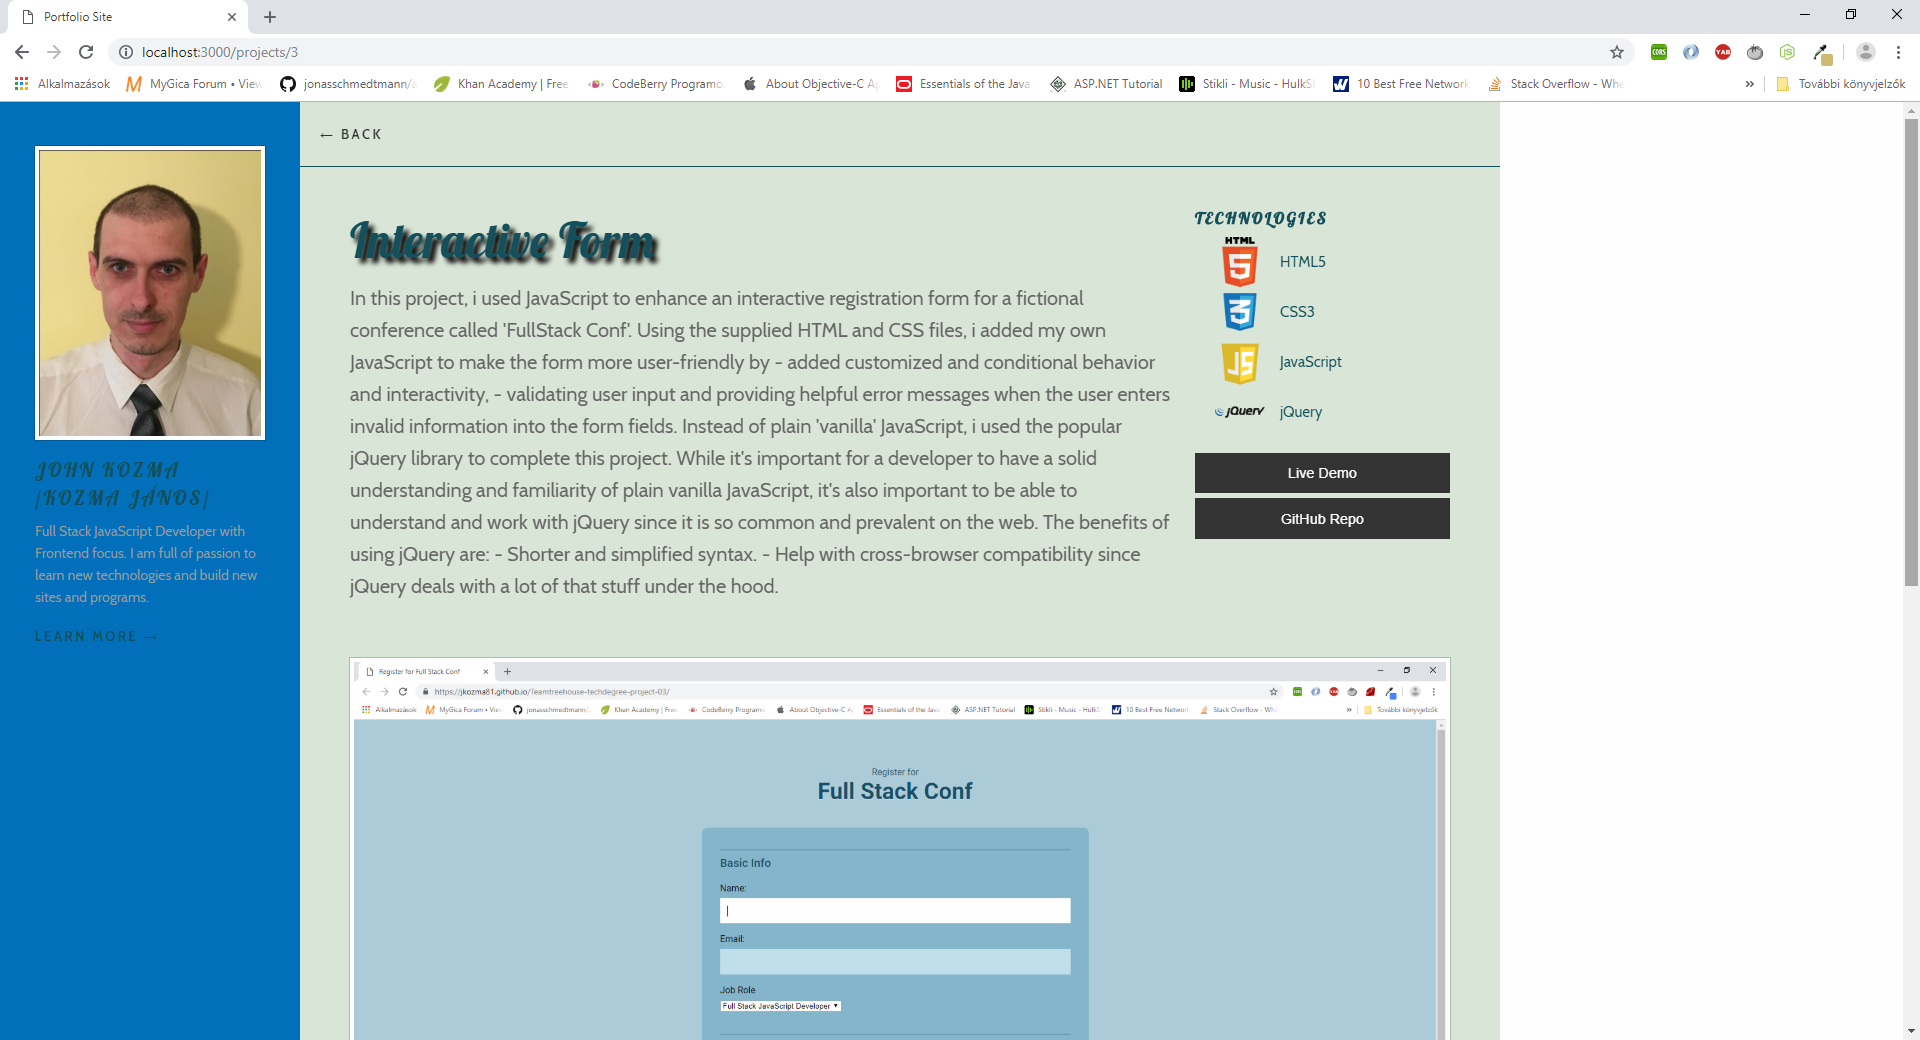 Portfolio Site
localhost:3000/projects/3
Alkalmazások
MyGica Forum • View
jonasschmedtmann/a
Khan Academy | Free
CodeBerry Programo
About Objective-C Ap
Essentials of the Java
ASP.NET Tutorial
Stikli - Music - HulkSh
10 Best Free Network
Stack Overflow - Whe
» További könyvjelzők
← BACK
JOHN KOZMA
/KOZMA JÁNOS/
Full Stack JavaScript Developer with
Frontend focus. I am full of passion to
learn new technologies and build new
sites and programs.
LEARN MORE →
Interactive Form
In this project, i used JavaScript to enhance an interactive registration form for a fictional
conference called 'FullStack Conf'. Using the supplied HTML and CSS files, i added my own
JavaScript to make the form more user-friendly by - added customized and conditional behavior
and interactivity, - validating user input and providing helpful error messages when the user enters
invalid information into the form fields. Instead of plain 'vanilla' JavaScript, i used the popular
jQuery library to complete this project. While it's important for a developer to have a solid
understanding and familiarity of plain vanilla JavaScript, it's also important to be able to
understand and work with jQuery since it is so common and prevalent on the web. The benefits of
using jQuery are: - Shorter and simplified syntax. - Help with cross-browser compatibility since
jQuery deals with a lot of that stuff under the hood.
TECHNOLOGIES
HTML
5
HTML5
3
CSS3
JS
JavaScript
jQuery
jQuery
Live Demo
GitHub Repo
Register for Full Stack Conf
https://jkozma81.github.io/Teamtreehouse-techdegree-project-03/
Alkalmazások
MyGica Forum • View
jonasschmedtmann/
Khan Academy | Free
CodeBerry Programo
About Objective-C A
Essentials of the Java
ASP.NET Tutorial
Stikli - Music - HulkS
10 Best Free Network
Stack Overflow - Whe
» További könyvjelzők
Register for
Full Stack Conf
Basic Info
Name:
Email:
Job Role
Full Stack JavaScript Developer